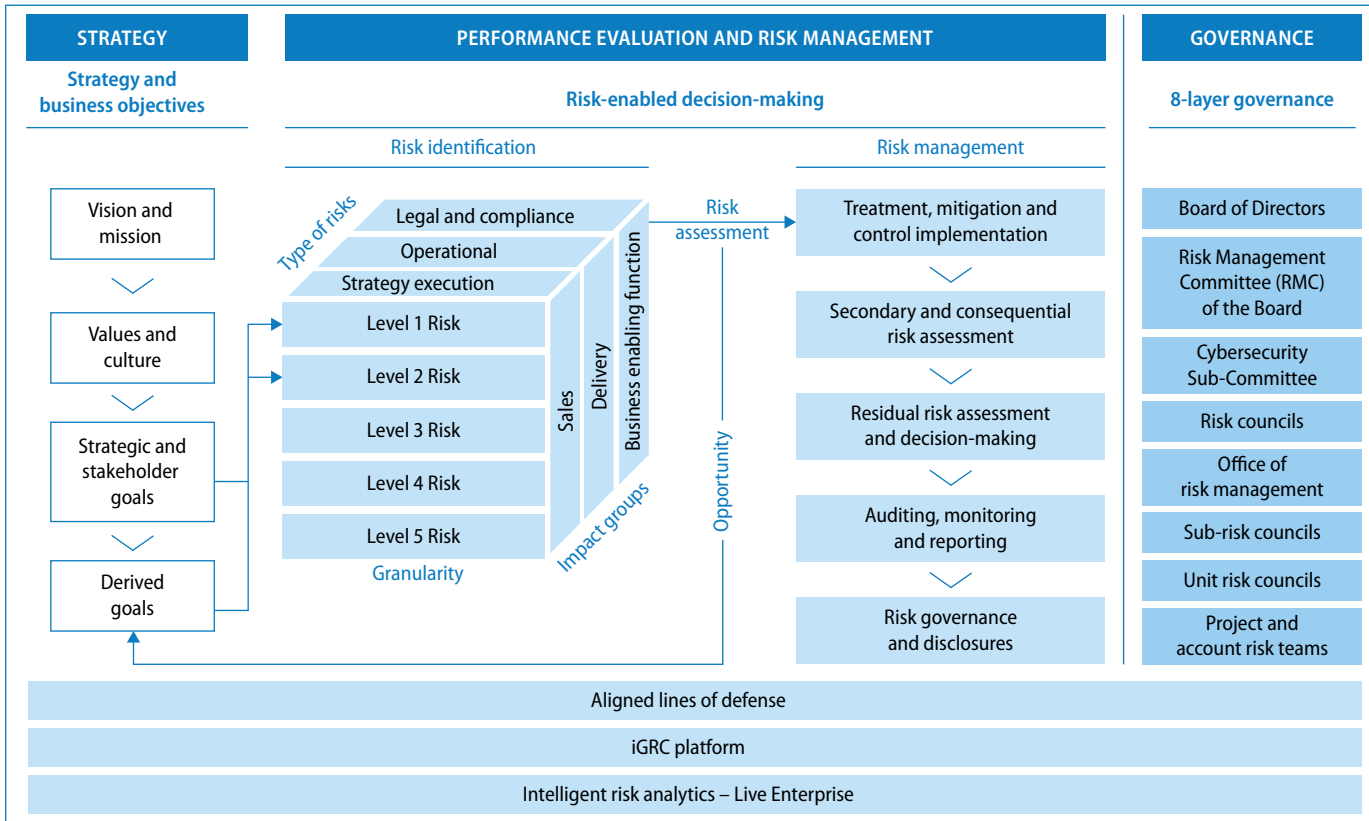 STRATEGY
Strategy and
business objectives
Vision and
mission
Values and
culture
Strategic and
stakeholder
goals
Derived
goals
PERFORMANCE EVALUATION AND RISK MANAGEMENT
Risk-enabled decision-making
Risk identification
Type of risks
Legal and compliance
Operational
Strategy execution
Level 1 Risk
Level 2 Risk
Level 3 Risk
Level 4 Risk
Level 5 Risk
Granularity
Sales
Delivery
Business enabling function
Impact groups
Risk
assessment
Opportunity
Risk management
Treatment, mitigation and
control implementation
Secondary and consequential
risk assessment
Residual risk assessment
and decision-making
Auditing, monitoring
and reporting
Risk governance
and disclosures
GOVERNANCE
8-layer governance
Board of Directors
Risk Management
Committee (RMC)
of the Board
Cybersecurity
Sub-Committee
Risk councils
Office of
risk management
Sub-risk councils
Unit risk councils
Project and
account risk teams
Aligned lines of defense
iGRC platform
Intelligent risk analytics – Live Enterprise